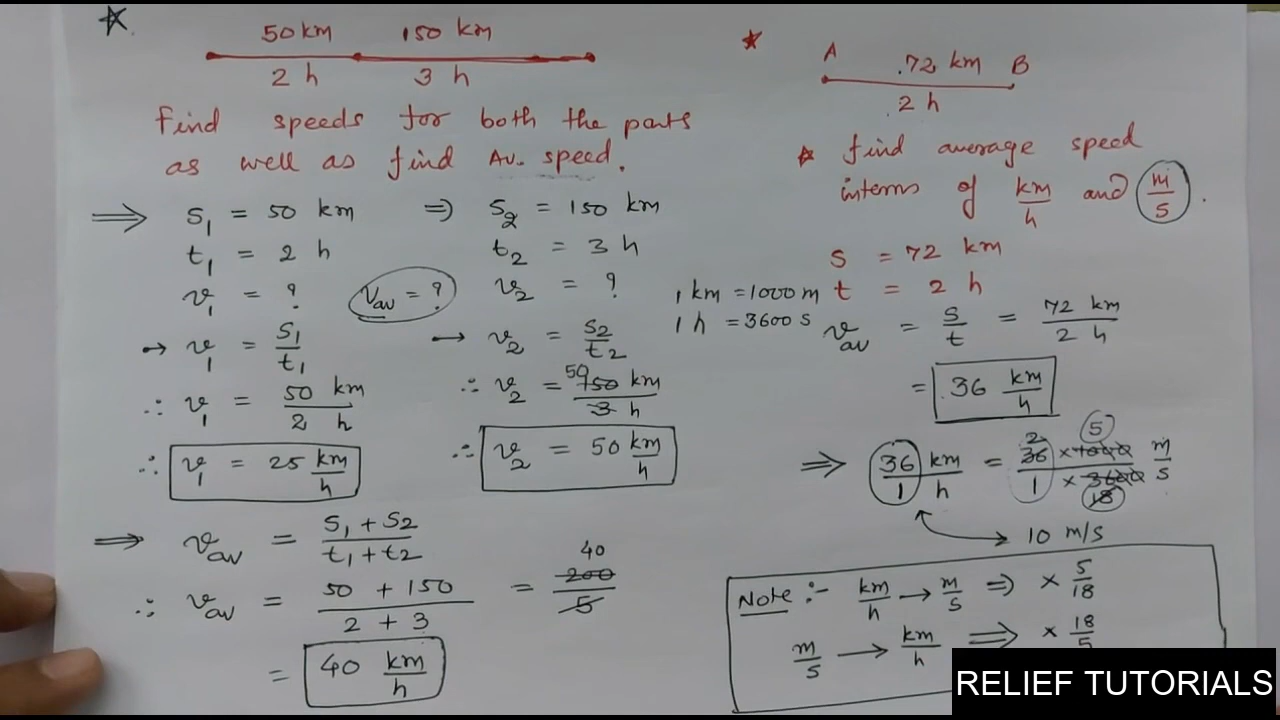 50 km 150 km
2 h 3 h
Find speeds for both the parts
as well as find Av. speed.
⇒ S₁ = 50 km ⇒ S₂ = 150 km
t₁ = 2 h t₂ = 3 h
v₁ = ? Vav = ? v₂ = ?
→ v₁ = S₁/t₁ → v₂ = S₂/t₂
∴ v₁ = 50 km / 2 h ∴ v₂ = 50 150 km / 3 h
∴ v₁ = 25 km/h ∴ v₂ = 50 km/h
⇒ vav = S₁ + S₂ / t₁ + t₂
∴ vav = 50 + 150 / 2 + 3 = 40 200 / 5
= 40 km/h
A .72 km B
2 h
find average speed
interms of km/h and m/s.
S = 72 km
t = 2 h
1 km = 1000 m
1 h = 3600 s
vav = S/t = 72 km / 2 h
= 36 km/h
⇒ 36/1 km/h = 2 36 × 1000 5 / 1 × 3600 18 m/s
10 m/s
Note :- km/h → m/s ⇒ × 5/18
m/s → km/h ⇒ × 18/5
RELIEF TUTORIALS